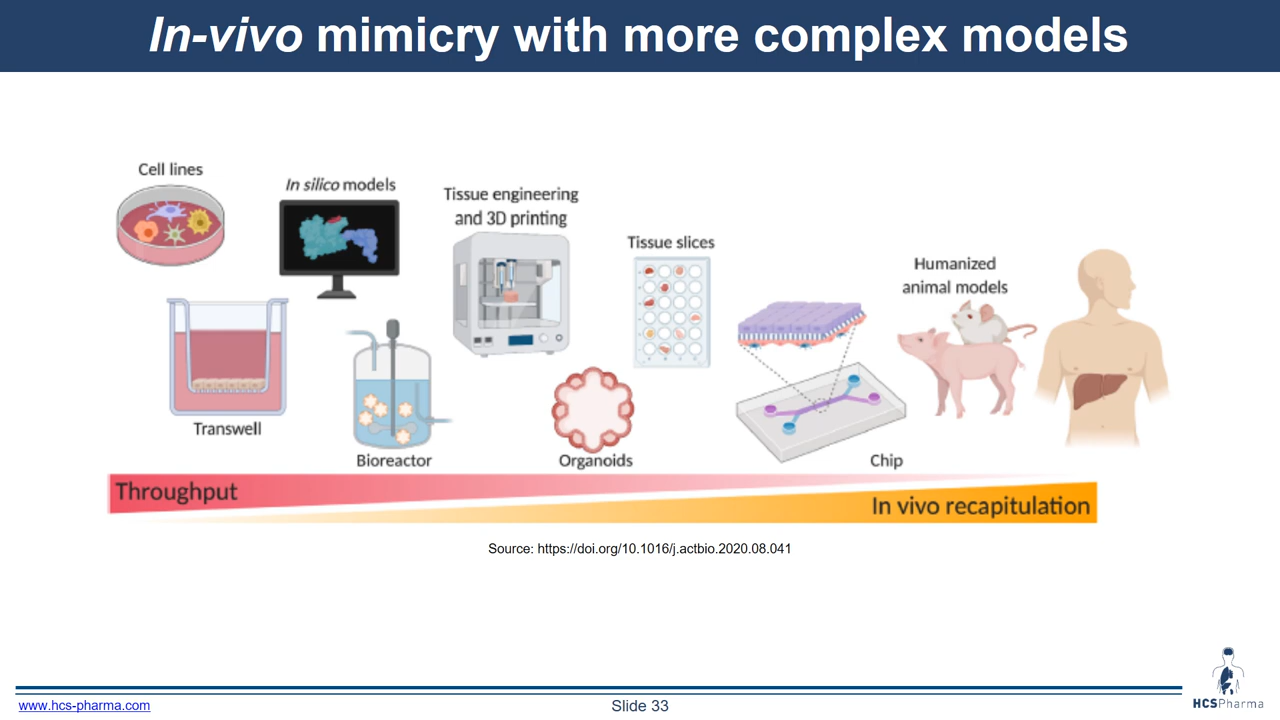 In-vivo mimicry with more complex models
Cell lines
In silico models
Tissue engineering
and 3D printing
Tissue slices
Humanized
animal models
Transwell
Bioreactor
Organoids
Chip
Throughput
In vivo recapitulation
Source: https://doi.org/10.1016/j.actbio.2020.08.041
www.hcs-pharma.com
Slide 33
HCSPharma